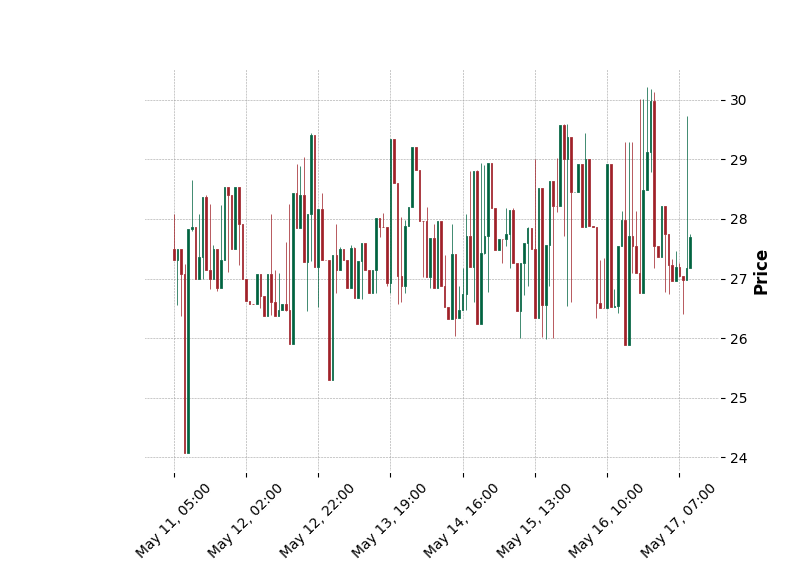 30
29
28
27
26
25
24
Price
May 11, 05:00
May 12, 02:00
May 12, 22:00
May 13, 19:00
May 14, 16:00
May 15, 13:00
May 16, 10:00
May 17, 07:00